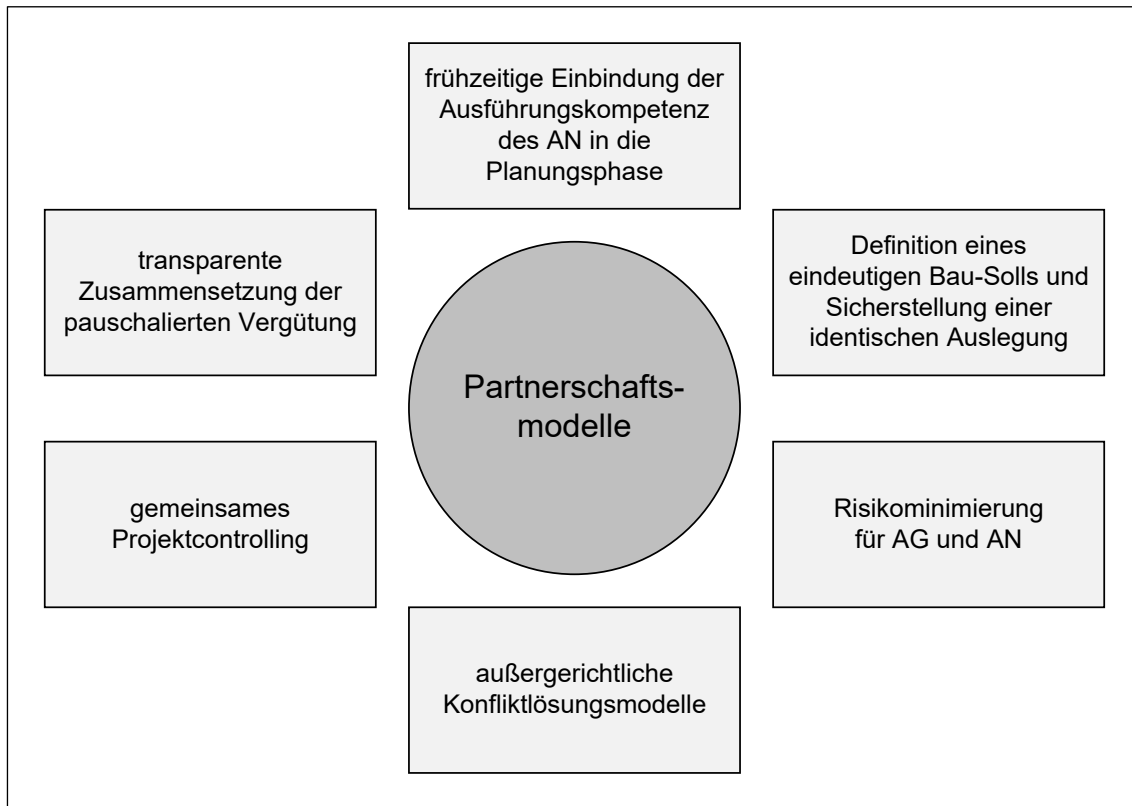 frühzeitige Einbindung der
Ausführungskompetenz
des AN in die
Planungsphase
transparente
Zusammensetzung der
pauschalierten Vergütung
Definition eines
eindeutigen Bau-Solls und
Sicherstellung einer
identischen Auslegung
Partnerschafts-
modelle
gemeinsames
Projektcontrolling
Risikominimierung
für AG und AN
außergerichtliche
Konfliktlösungsmodelle